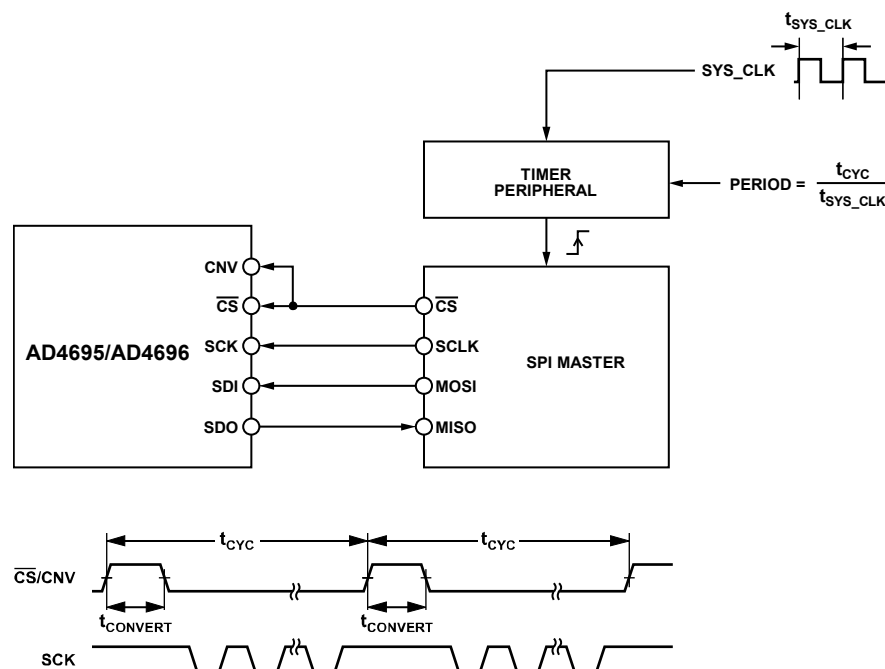 tSYS_CLK
SYS_CLK
TIMER
PERIPHERAL
PERIOD = tCYC
tSYS_CLK
CNV
CS
SCK
SDI
SDO
AD4695/AD4696
CS
SCLK
MOSI
MISO
SPI MASTER
tCYC tCYC
CS/CNV
tCONVERT tCONVERT
SCK